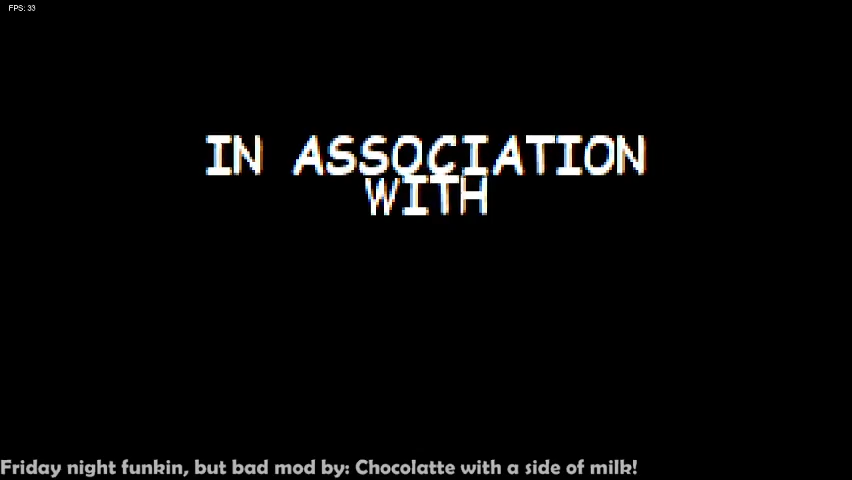 FPS: 33
IN ASSOCIATION
WITH
Friday night funkin, but bad mod by: Chocolatte with a side of milk!